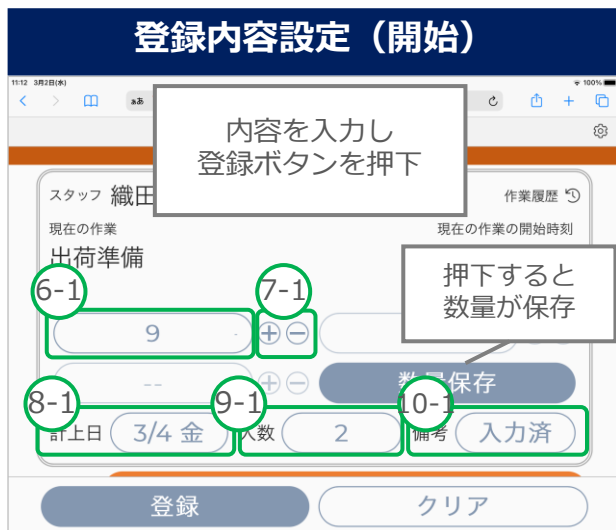 登録内容設定（開始）
11:12 3月2日(水)
100%
ああ
内容を入力し
登録ボタンを押下
スタッフ 織田
作業履歴
現在の作業
現在の作業の開始時刻
出荷準備
押下すると
数量が保存
6-1
7-1
9
-
--
数量保存
8-1
9-1
10-1
計上日
3/4 金
人数
2
備考
入力済
登録
クリア